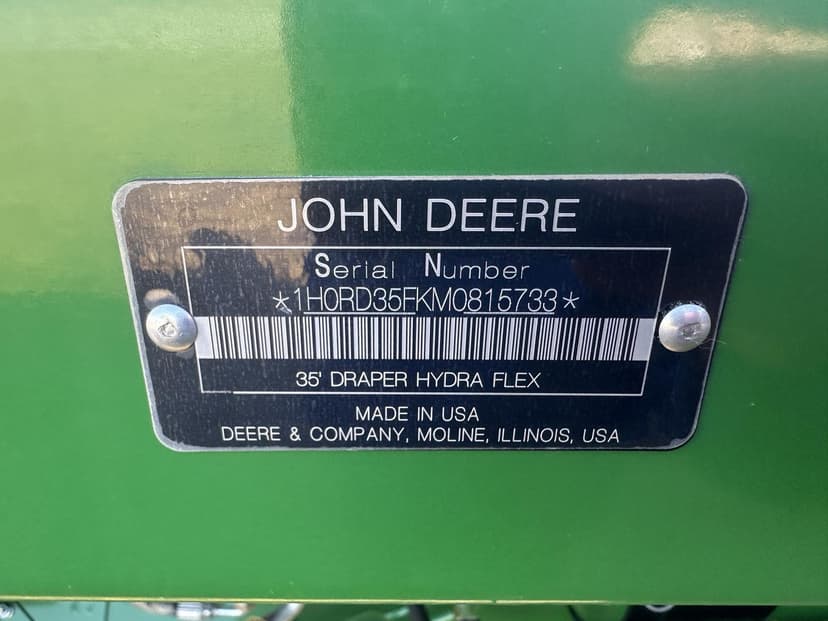 JOHN DEERE
Serial Number
*1H0RD35FKM0815733*
35' DRAPER HYDRA FLEX
MADE IN USA
DEERE & COMPANY, MOLINE, ILLINOIS, USA